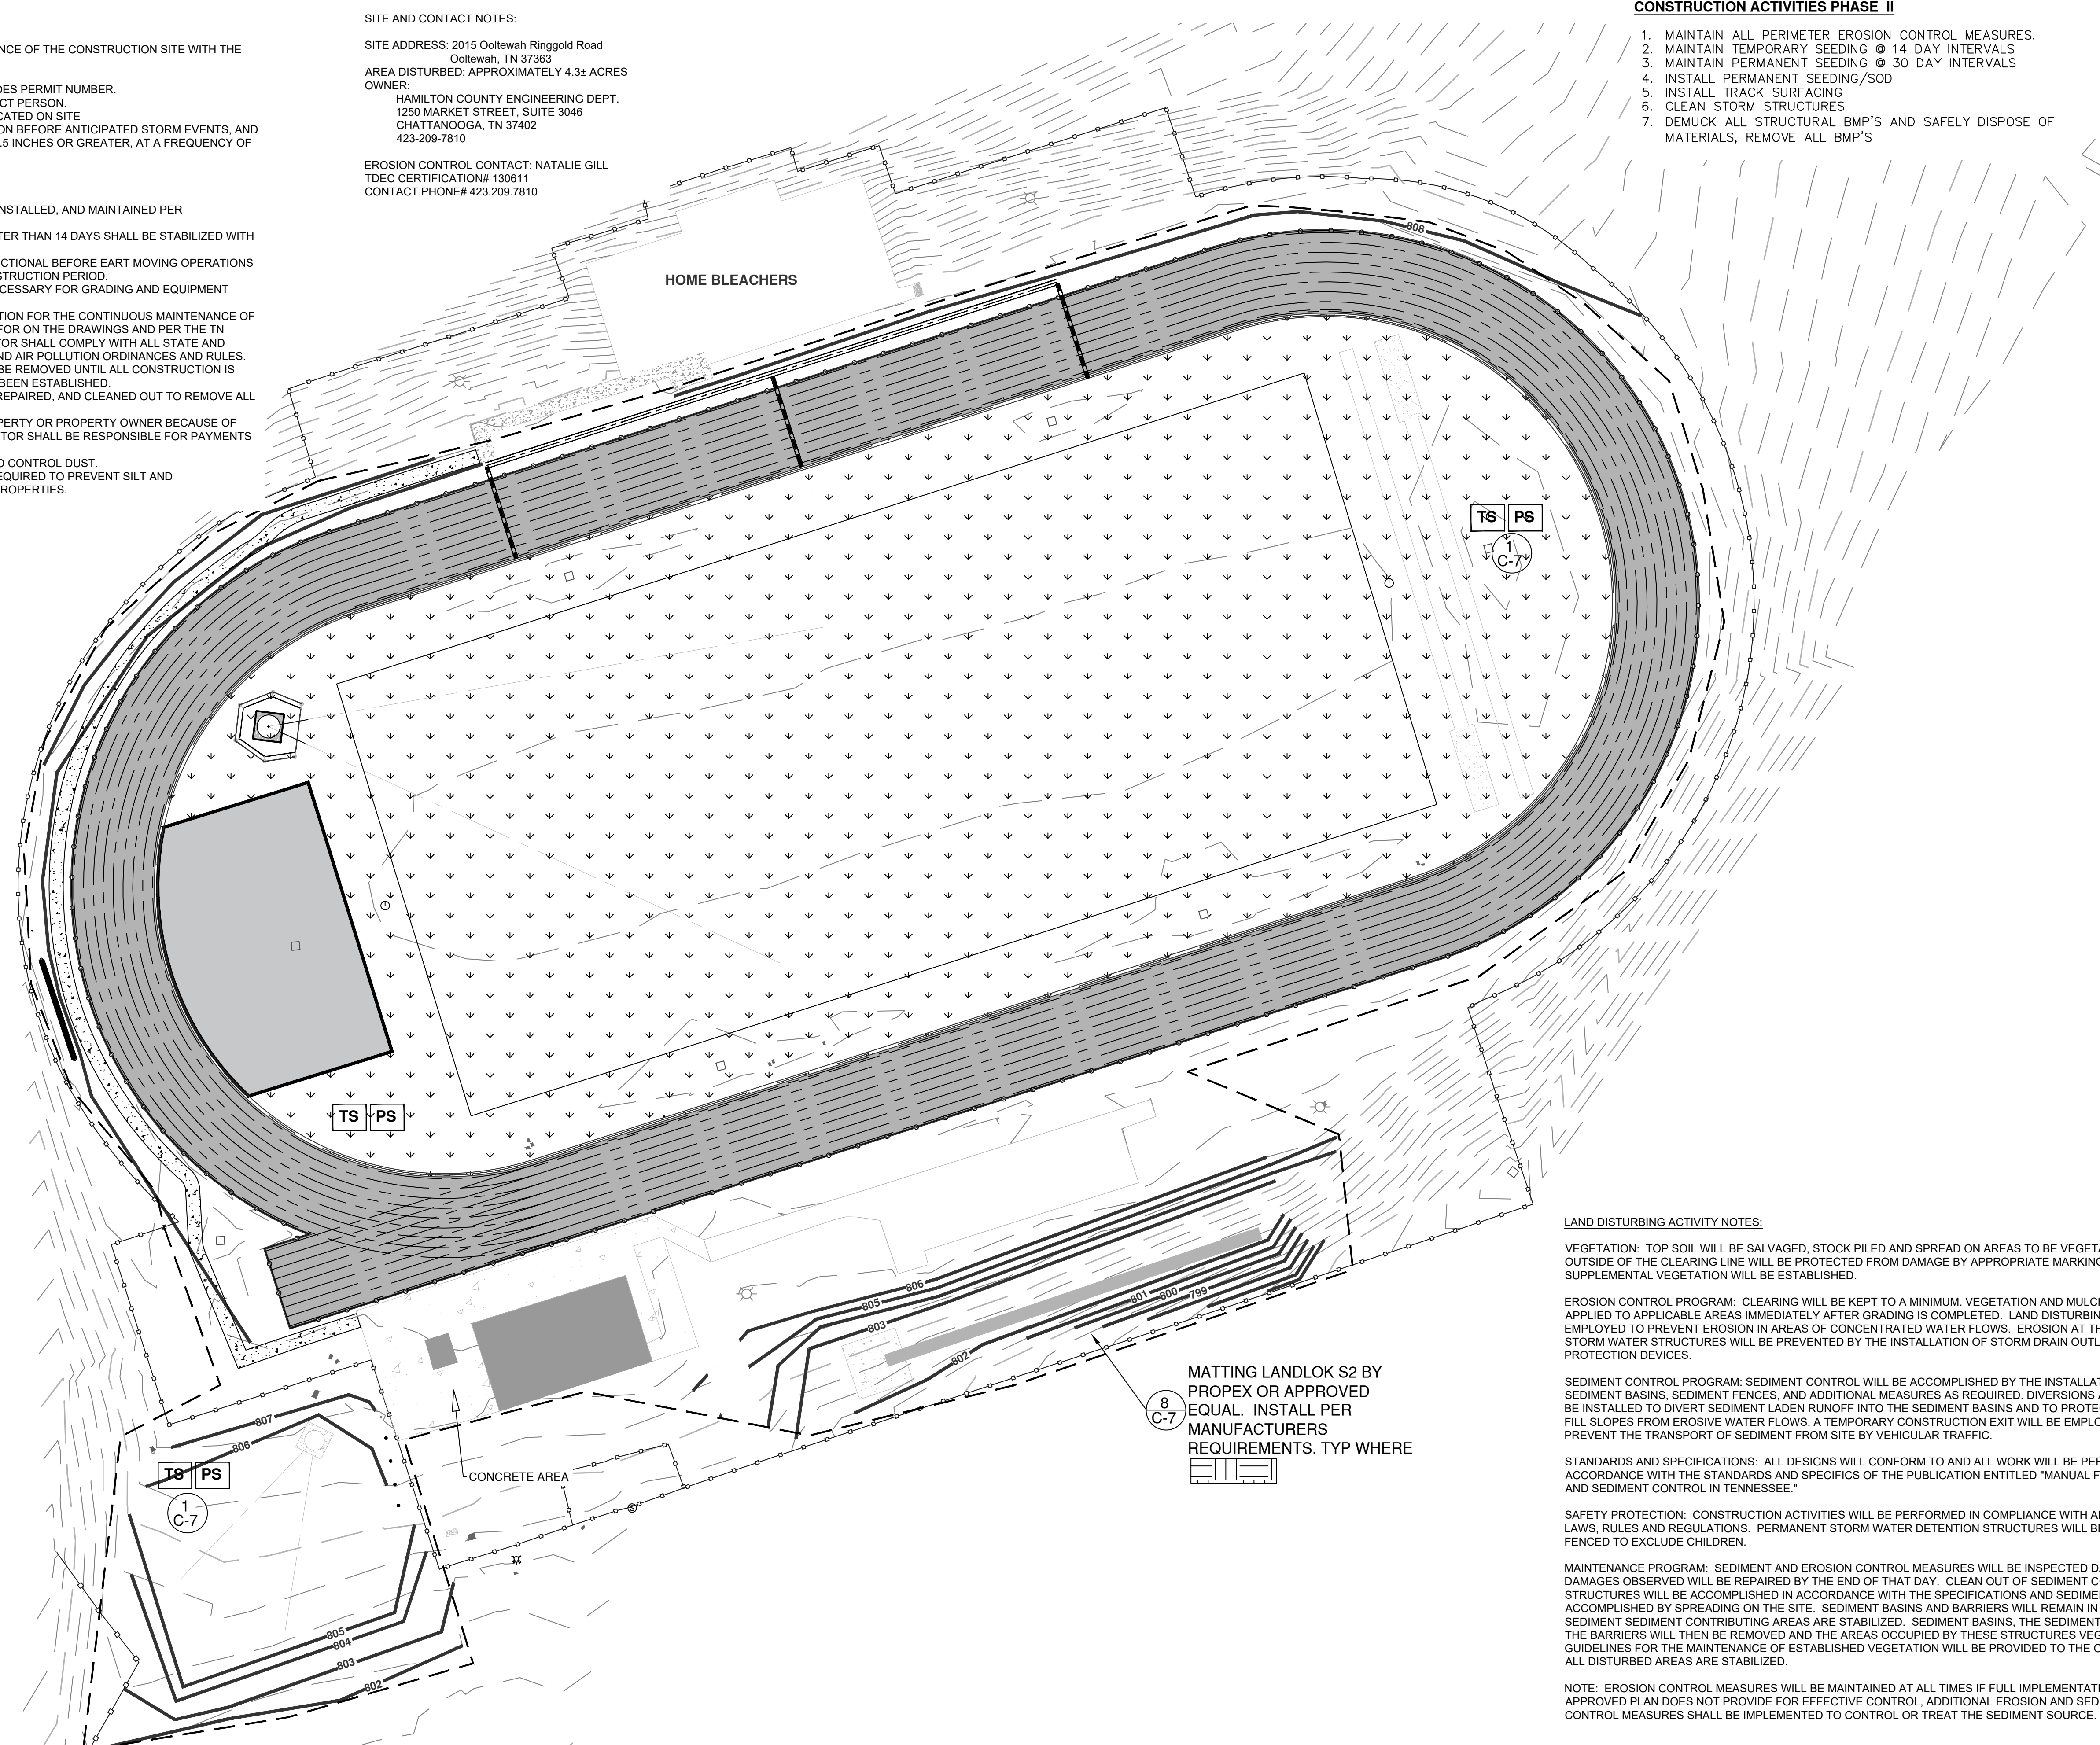 NCE OF THE CONSTRUCTION SITE WITH THE
DES PERMIT NUMBER.
CT PERSON.
CATED ON SITE
ON BEFORE ANTICIPATED STORM EVENTS, AND
.5 INCHES OR GREATER, AT A FREQUENCY OF
NSTALLED, AND MAINTAINED PER
TER THAN 14 DAYS SHALL BE STABILIZED WITH
CTIONAL BEFORE EART MOVING OPERATIONS
STRUCTION PERIOD.
CESSARY FOR GRADING AND EQUIPMENT
TION FOR THE CONTINUOUS MAINTENANCE OF
FOR ON THE DRAWINGS AND PER THE TN
TOR SHALL COMPLY WITH ALL STATE AND
ND AIR POLLUTION ORDINANCES AND RULES.
BE REMOVED UNTIL ALL CONSTRUCTION IS
BEEN ESTABLISHED.
REPAIRED, AND CLEANED OUT TO REMOVE ALL
PERTY OR PROPERTY OWNER BECAUSE OF
TOR SHALL BE RESPONSIBLE FOR PAYMENTS
O CONTROL DUST.
EQUIRED TO PREVENT SILT AND
ROPERTIES.
SITE AND CONTACT NOTES:
SITE ADDRESS: 2015 Ooltewah Ringgold Road
Ooltewah, TN 37363
AREA DISTURBED: APPROXIMATELY 4.3± ACRES
OWNER:
HAMILTON COUNTY ENGINEERING DEPT.
1250 MARKET STREET, SUITE 3046
CHATTANOOGA, TN 37402
423-209-7810
EROSION CONTROL CONTACT: NATALIE GILL
TDEC CERTIFICATION# 130611
CONTACT PHONE# 423.209.7810
CONSTRUCTION ACTIVITIES PHASE II
1. MAINTAIN ALL PERIMETER EROSION CONTROL MEASURES.
2. MAINTAIN TEMPORARY SEEDING @ 14 DAY INTERVALS
3. MAINTAIN PERMANENT SEEDING @ 30 DAY INTERVALS
4. INSTALL PERMANENT SEEDING/SOD
5. INSTALL TRACK SURFACING
6. CLEAN STORM STRUCTURES
7. DEMUCK ALL STRUCTURAL BMP'S AND SAFELY DISPOSE OF
MATERIALS, REMOVE ALL BMP'S
808
HOME BLEACHERS
TS PS
1
C-7
TS PS
806
805
803
801 800 799
802
MATTING LANDLOK S2 BY
PROPEX OR APPROVED
EQUAL. INSTALL PER
MANUFACTURERS
REQUIREMENTS. TYP WHERE
8
C-7
CONCRETE AREA
807
806
TS PS
1
C-7
805
804
803
802
LAND DISTURBING ACTIVITY NOTES:
VEGETATION: TOP SOIL WILL BE SALVAGED, STOCK PILED AND SPREAD ON AREAS TO BE VEGETA
OUTSIDE OF THE CLEARING LINE WILL BE PROTECTED FROM DAMAGE BY APPROPRIATE MARKING
SUPPLEMENTAL VEGETATION WILL BE ESTABLISHED.
EROSION CONTROL PROGRAM: CLEARING WILL BE KEPT TO A MINIMUM. VEGETATION AND MULCH
APPLIED TO APPLICABLE AREAS IMMEDIATELY AFTER GRADING IS COMPLETED. LAND DISTURBIN
EMPLOYED TO PREVENT EROSION IN AREAS OF CONCENTRATED WATER FLOWS. EROSION AT TH
STORM WATER STRUCTURES WILL BE PREVENTED BY THE INSTALLATION OF STORM DRAIN OUTL
PROTECTION DEVICES.
SEDIMENT CONTROL PROGRAM: SEDIMENT CONTROL WILL BE ACCOMPLISHED BY THE INSTALLAT
SEDIMENT BASINS, SEDIMENT FENCES, AND ADDITIONAL MEASURES AS REQUIRED. DIVERSIONS A
BE INSTALLED TO DIVERT SEDIMENT LADEN RUNOFF INTO THE SEDIMENT BASINS AND TO PROTEC
FILL SLOPES FROM EROSIVE WATER FLOWS. A TEMPORARY CONSTRUCTION EXIT WILL BE EMPLO
PREVENT THE TRANSPORT OF SEDIMENT FROM SITE BY VEHICULAR TRAFFIC.
STANDARDS AND SPECIFICATIONS: ALL DESIGNS WILL CONFORM TO AND ALL WORK WILL BE PER
ACCORDANCE WITH THE STANDARDS AND SPECIFICS OF THE PUBLICATION ENTITLED "MANUAL F
AND SEDIMENT CONTROL IN TENNESSEE."
SAFETY PROTECTION: CONSTRUCTION ACTIVITIES WILL BE PERFORMED IN COMPLIANCE WITH AL
LAWS, RULES AND REGULATIONS. PERMANENT STORM WATER DETENTION STRUCTURES WILL BE
FENCED TO EXCLUDE CHILDREN.
MAINTENANCE PROGRAM: SEDIMENT AND EROSION CONTROL MEASURES WILL BE INSPECTED DA
DAMAGES OBSERVED WILL BE REPAIRED BY THE END OF THAT DAY. CLEAN OUT OF SEDIMENT CO
STRUCTURES WILL BE ACCOMPLISHED IN ACCORDANCE WITH THE SPECIFICATIONS AND SEDIME
ACCOMPLISHED BY SPREADING ON THE SITE. SEDIMENT BASINS AND BARRIERS WILL REMAIN IN
SEDIMENT SEDIMENT CONTRIBUTING AREAS ARE STABILIZED. SEDIMENT BASINS, THE SEDIMENT
THE BARRIERS WILL THEN BE REMOVED AND THE AREAS OCCUPIED BY THESE STRUCTURES VEG
GUIDELINES FOR THE MAINTENANCE OF ESTABLISHED VEGETATION WILL BE PROVIDED TO THE O
ALL DISTURBED AREAS ARE STABILIZED.
NOTE: EROSION CONTROL MEASURES WILL BE MAINTAINED AT ALL TIMES IF FULL IMPLEMENTATI
APPROVED PLAN DOES NOT PROVIDE FOR EFFECTIVE CONTROL, ADDITIONAL EROSION AND SED
CONTROL MEASURES SHALL BE IMPLEMENTED TO CONTROL OR TREAT THE SEDIMENT SOURCE.